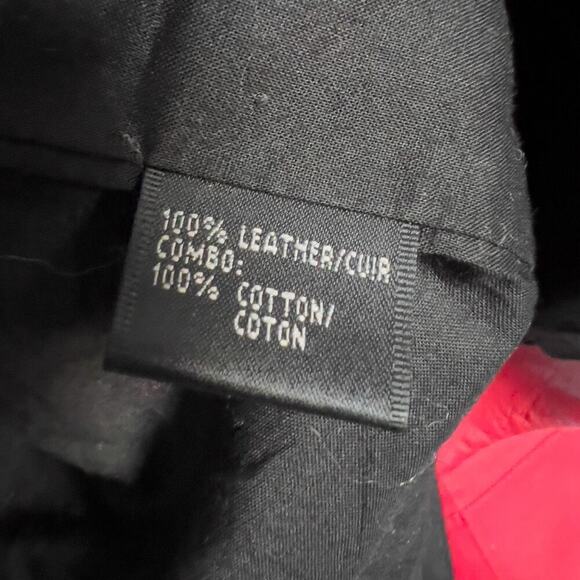 100% LEATHER/CUIR
COMBO:
100% COTTON/
COTON